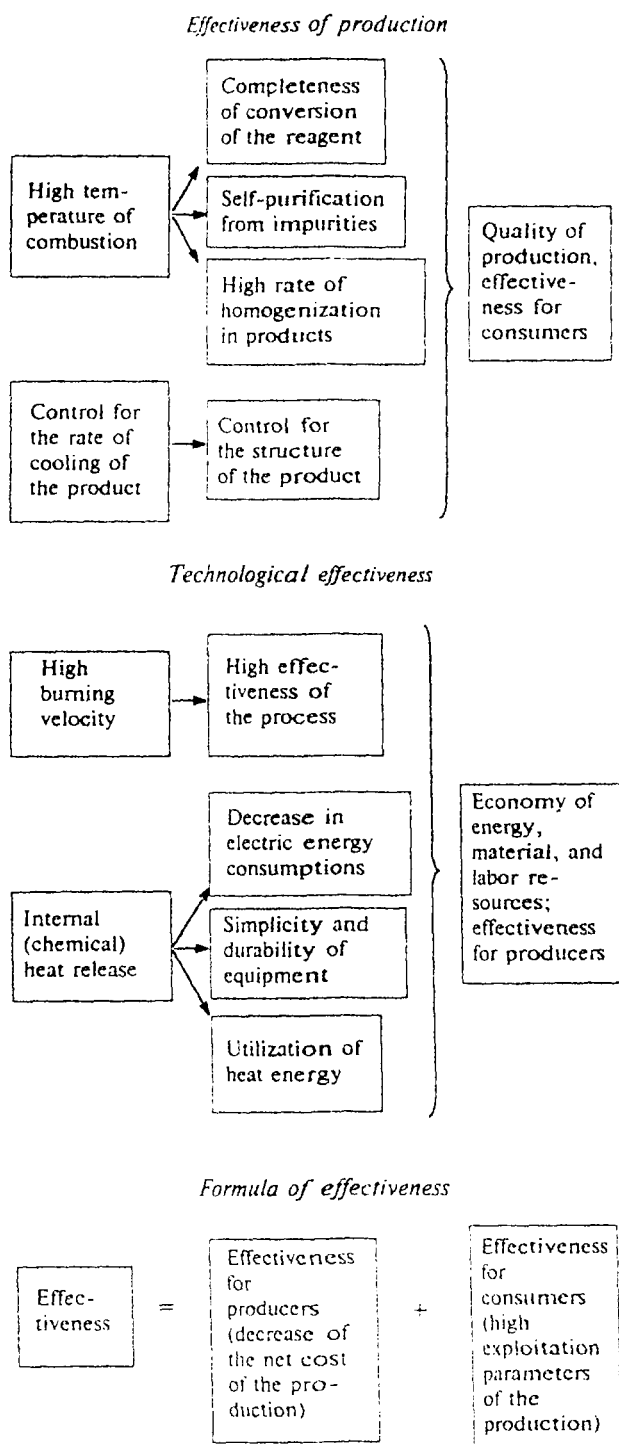 Effectiveness of production
High tem-
perature of
combustion
Completeness
of conversion
of the reagent
Self-purification
from impurities
High rate of
homogenization
in products
Control for
the rate of
cooling of
the product
Control for
the structure
of the product
Quality of
production,
effective-
ness for
consumers
Technological effectiveness
High
burning
velocity
High effec-
tiveness of
the process
Internal
(chemical)
heat release
Decrease in
electric energy
consumptions
Simplicity and
durability of
equipment
Utilization of
heat energy
Economy of
energy,
material, and
labor re-
sources;
effectiveness
for producers
Formula of effectiveness
Effec-
tiveness
=
Effectiveness
for
producers
(decrease of
the net cost
of the pro-
duction)
+
Effectiveness
for
consumers
(high
exploitation
parameters
of the
production)